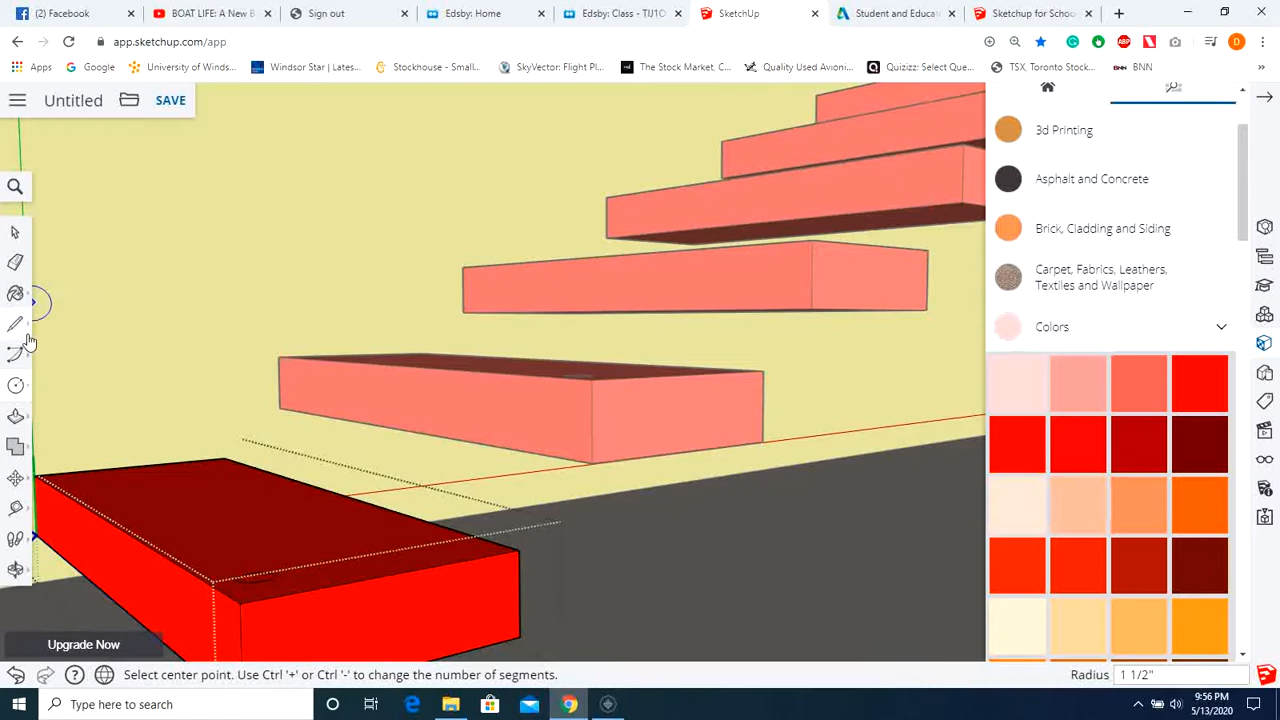 (Facebook
BOAT LIFE: A New B
Sign out
Edsby: Home
Edsby: Class - TIJ1O
SketchUp
Student and Educat
Sketchup for Schoo
app.sketchup.com/app
ABP
D
Apps
Google
University of Winds...
Windsor Star | Lates...
Stockhouse - Small...
SkyVector: Flight Pl...
The Stock Market, C...
Quality Used Avioni...
Quizizz: Select Que...
TSX, Toronto Stock...
BNN
BNN
»
Untitled
SAVE
3d Printing
Asphalt and Concrete
Brick, Cladding and Siding
Carpet, Fabrics, Leathers,
Textiles and Wallpaper
Colors
Upgrade Now
Select center point. Use Ctrl '+' or Ctrl '-' to change the number of segments.
Radius
1 1/2"
Type here to search
9:56 PM
5/13/2020